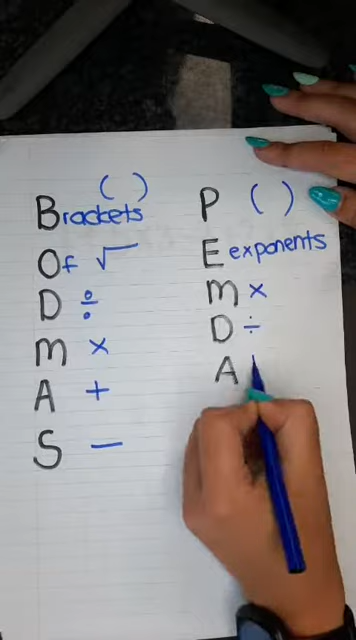 Brackets ( )
Of √
D ÷
M ×
A +
S −
P ( )
E exponents
M ×
D ÷
A